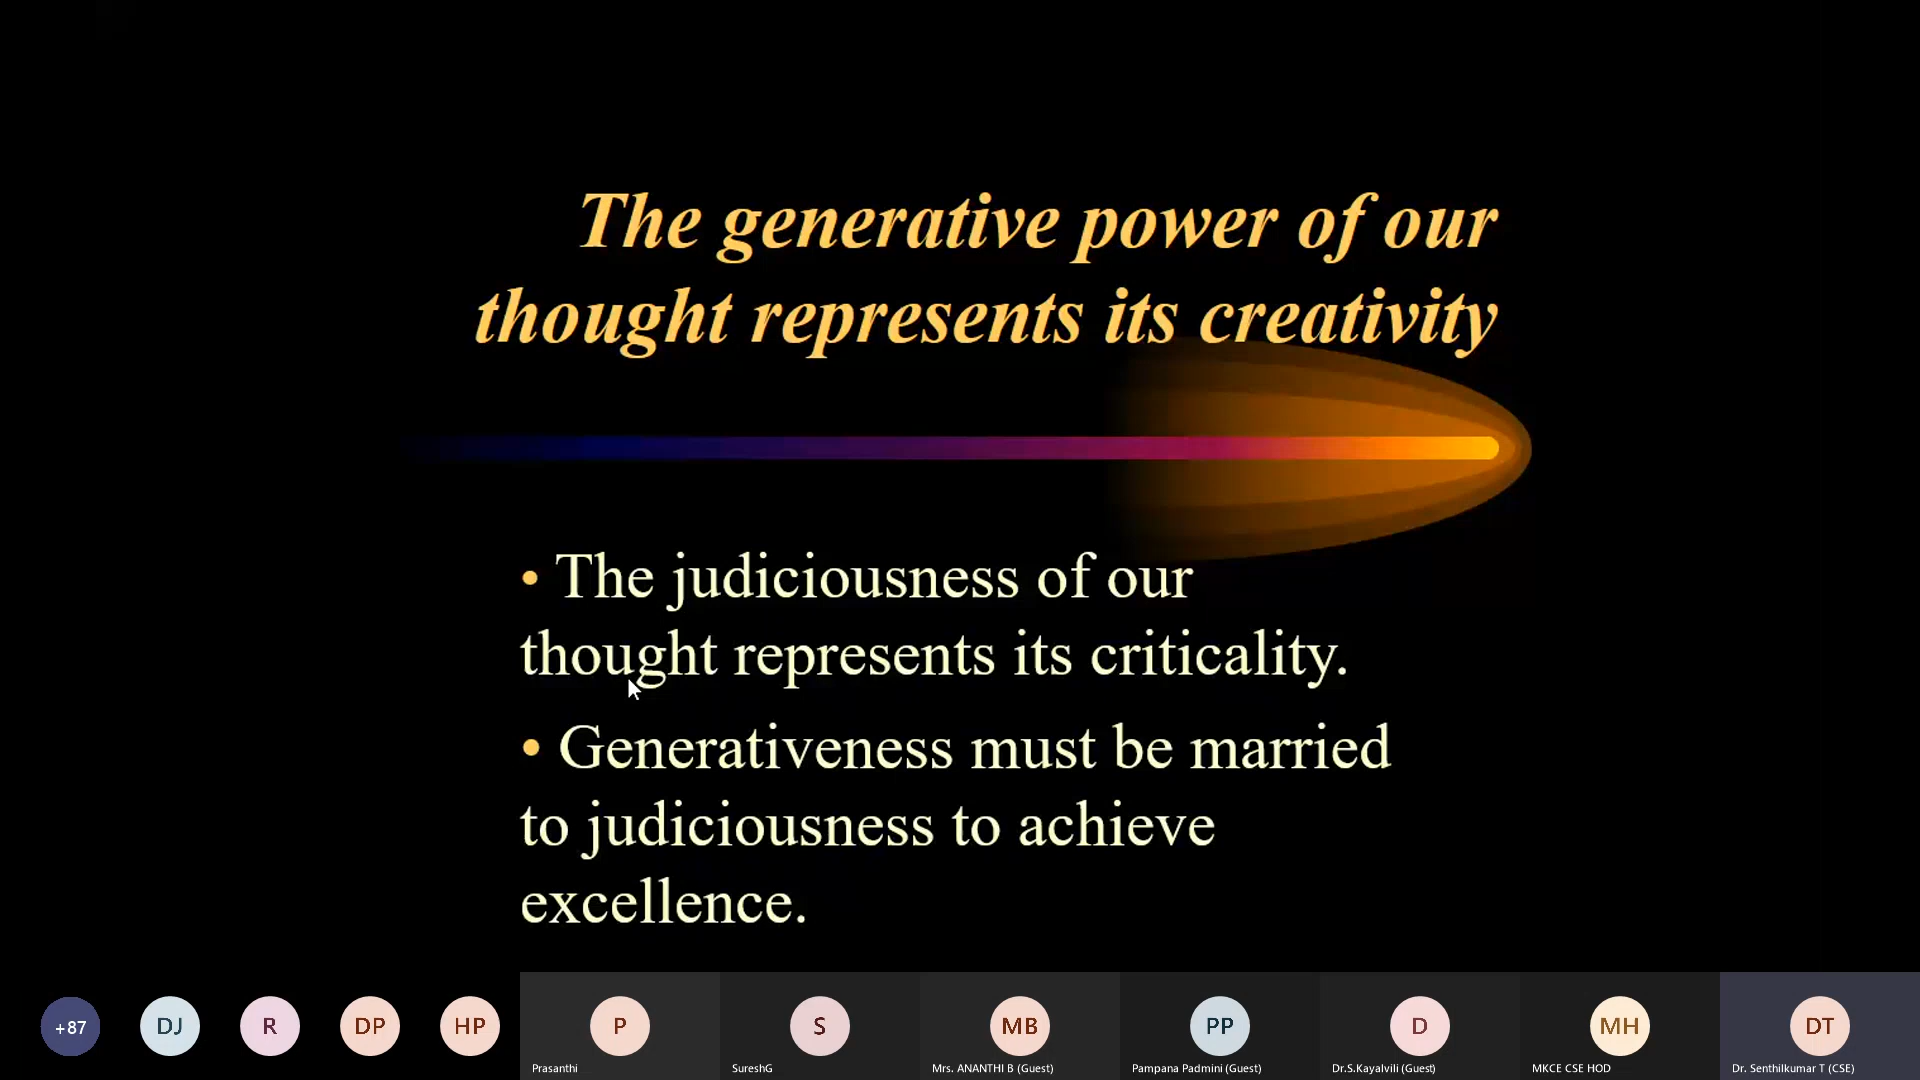 The generative power of our
thought represents its creativity
• The judiciousness of our
thought represents its criticality.
• Generativeness must be married
to judiciousness to achieve
excellence.
+87 DJ R DP HP P S MB PP D MH DT
Prasanthi SureshG Mrs. ANANTHI B (Guest) Pampana Padmini (Guest) Dr.S.Kayalvili (Guest) MKCE CSE HOD Dr. Senthilkumar T (CSE)